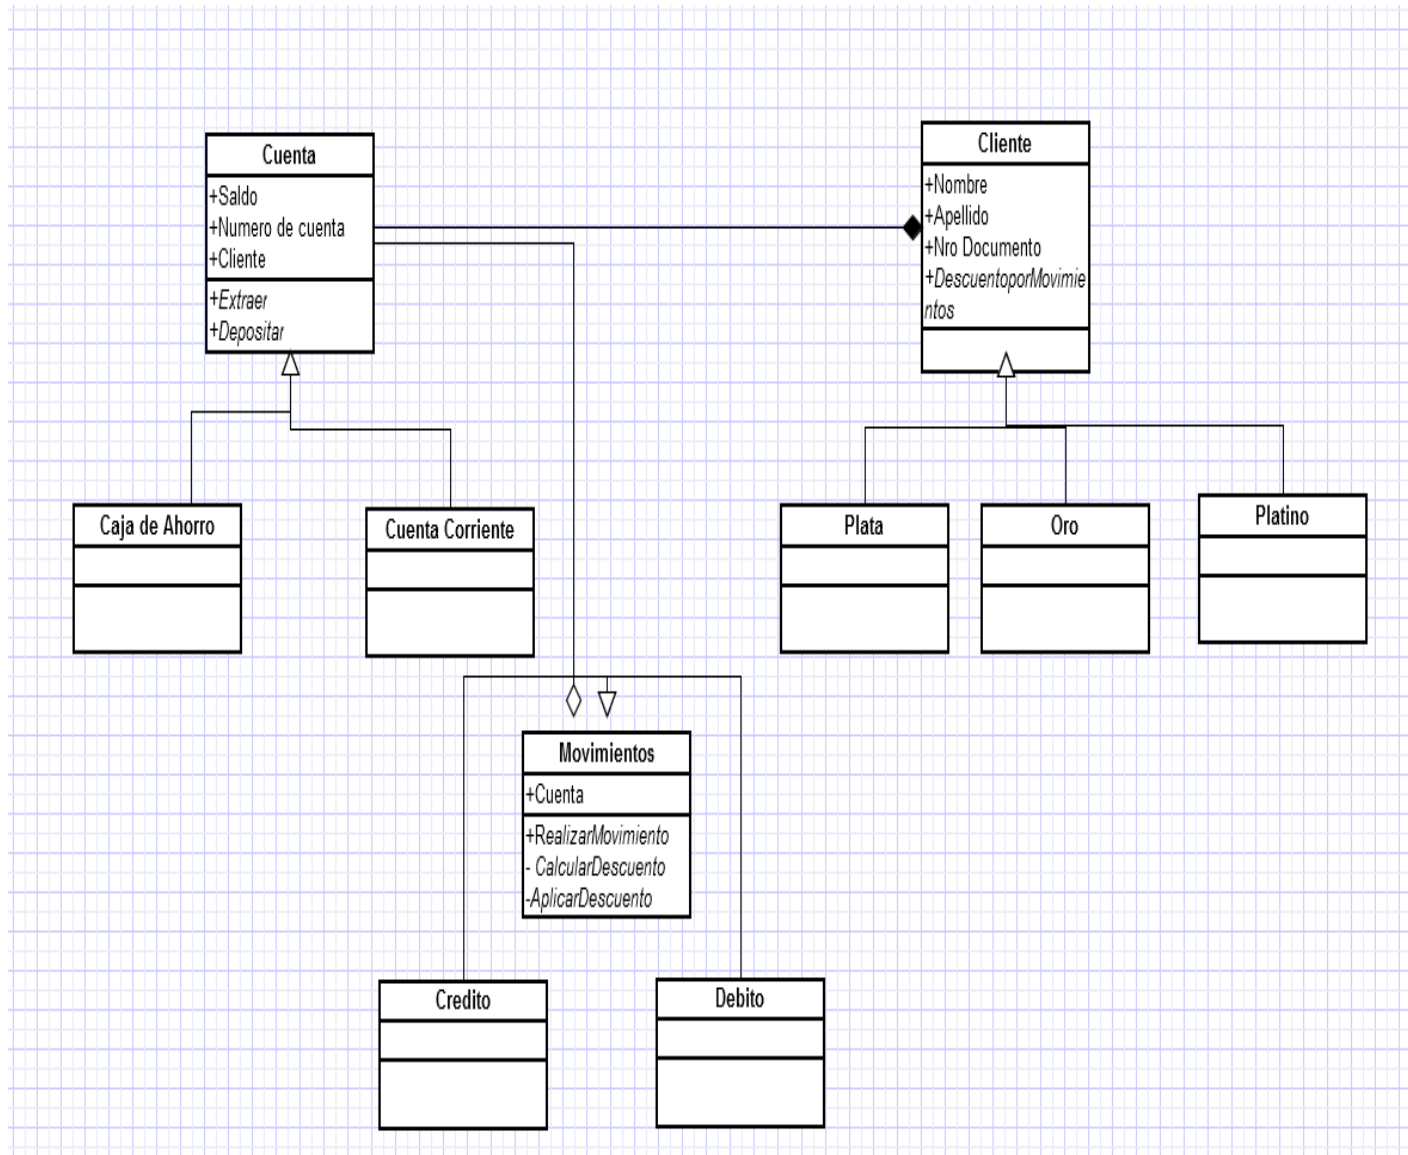 Cuenta
+Saldo
+Numero de cuenta
+Cliente
+Extraer
+Depositar
Cliente
+Nombre
+Apellido
+Nro Documento
+DescuentoporMovimie
ntos
Caja de Ahorro
Cuenta Corriente
Plata
Oro
Platino
Movimientos
+Cuenta
+RealizarMovimiento
- CalcularDescuento
-AplicarDescuento
Credito
Debito